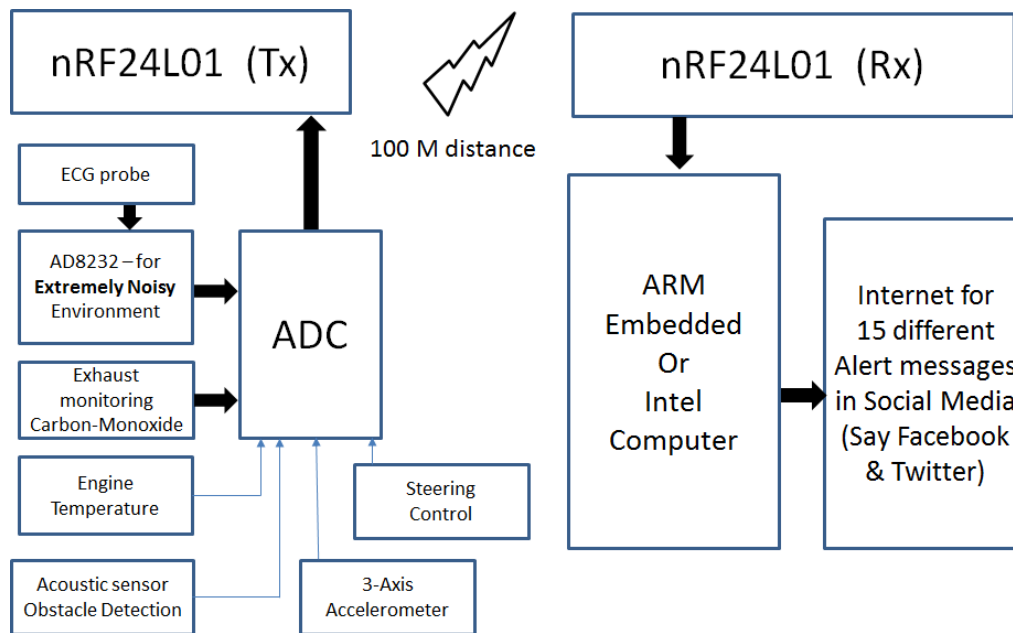 nRF24L01  (Tx)
nRF24L01  (Rx)
100 M distance
ECG probe
AD8232 – for
Extremely Noisy
Environment
ADC
Exhaust
monitoring
Carbon-Monoxide
Engine
Temperature
Steering
Control
Acoustic sensor
Obstacle Detection
3-Axis
Accelerometer
ARM
Embedded
Or
Intel
Computer
Internet for
15 different
Alert messages
in Social Media
(Say Facebook
& Twitter)